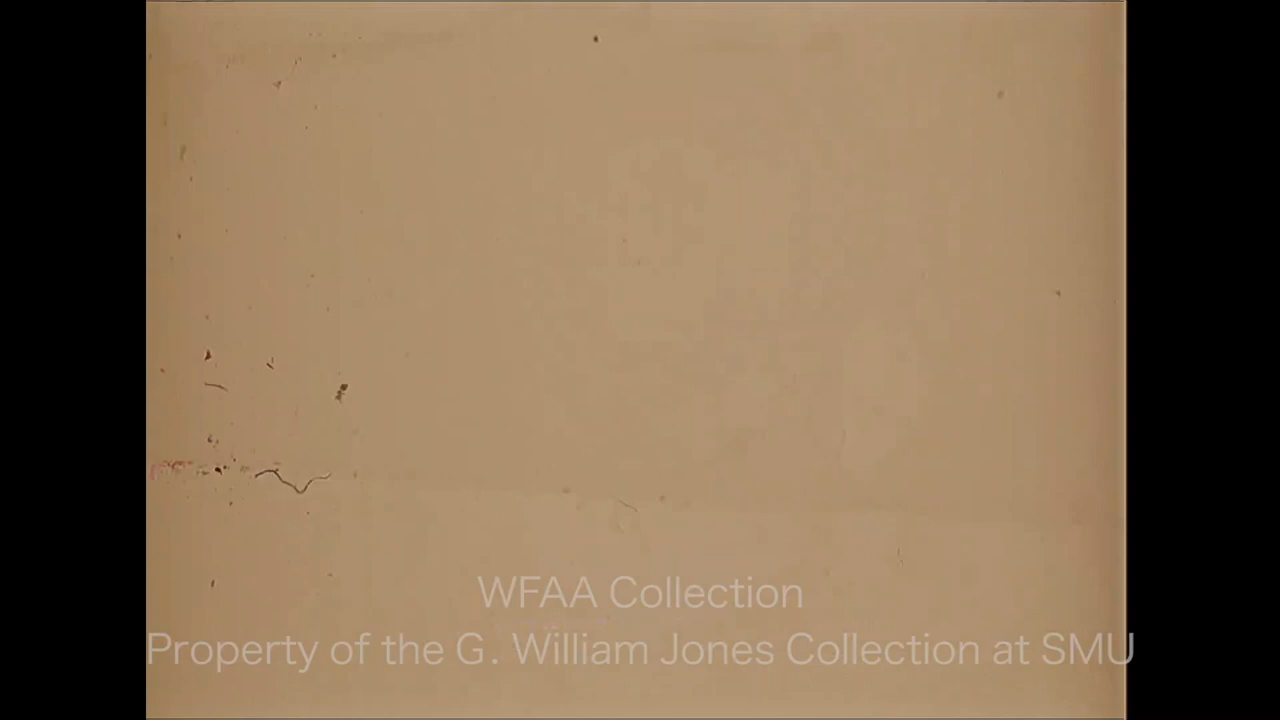 WFAA Collection
Property of the G. William Jones Collection at SMU